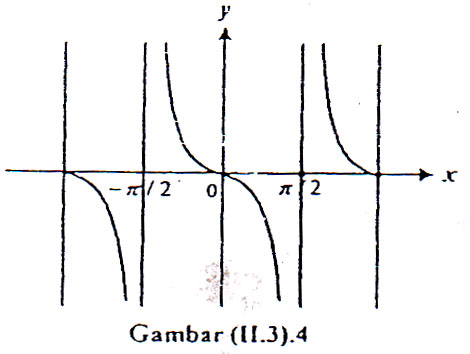 y
x
-π/2 0 π/2
Gambar (II.3).4